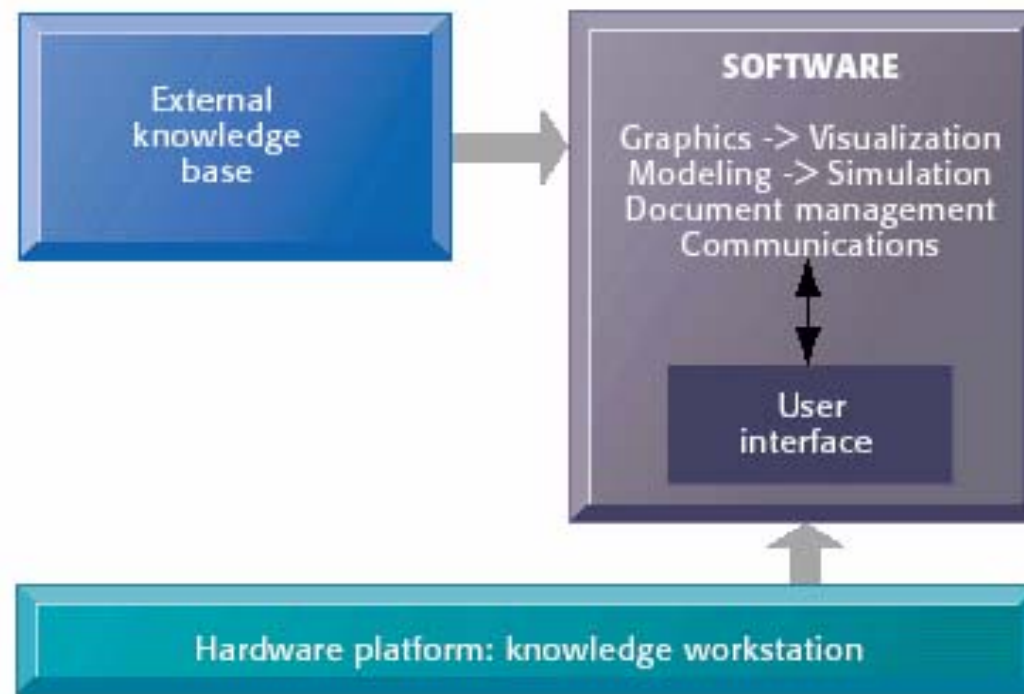 External
knowledge
base
SOFTWARE
Graphics -> Visualization
Modeling -> Simulation
Document management
Communications
User
interface
Hardware platform: knowledge workstation